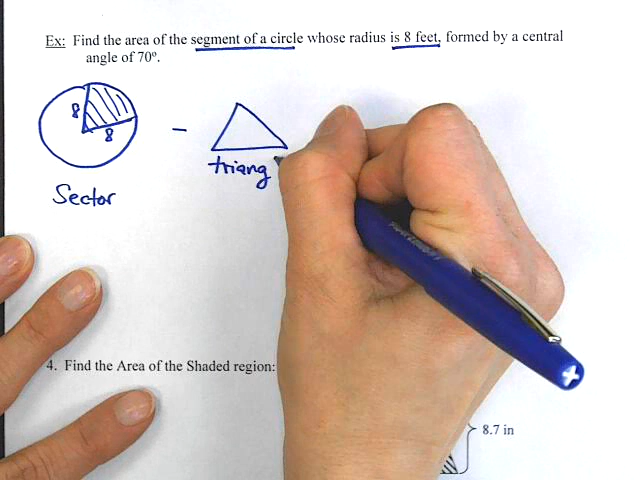 Ex: Find the area of the segment of a circle whose radius is 8 feet, formed by a central
angle of 70º.
8
8
-
triang
Sector
4. Find the Area of the Shaded region:
8.7 in